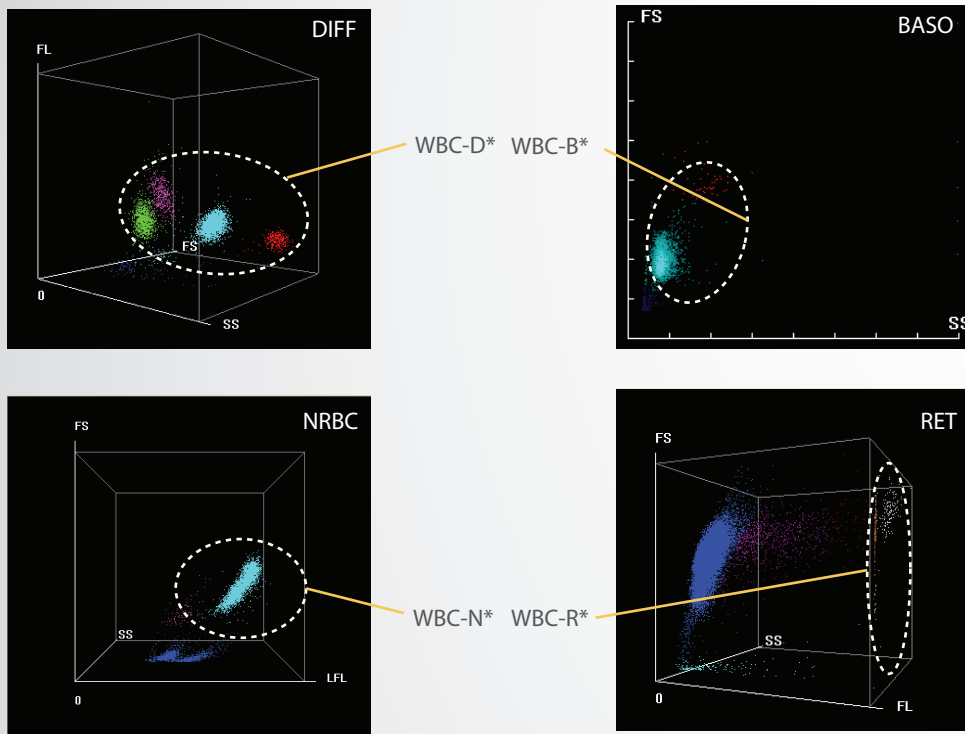 DIFF
FL
FS
0
SS
WBC-D*
WBC-B*
FS
BASO
SS
NRBC
FS
SS
0
LFL
WBC-N*
WBC-R*
RET
FS
SS
0
FL